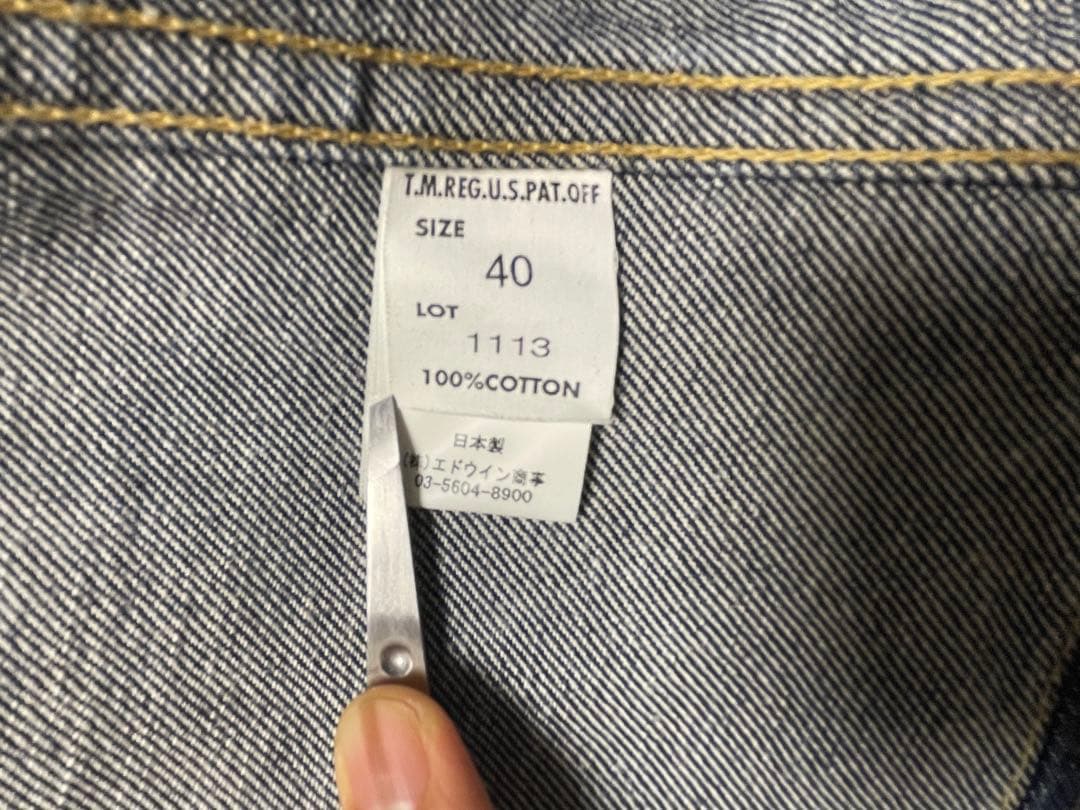 T.M.REG.U.S.PAT.OFF
SIZE
40
LOT
1113
100%COTTON
日本製
(株)エドウイン商事
03-5604-8900